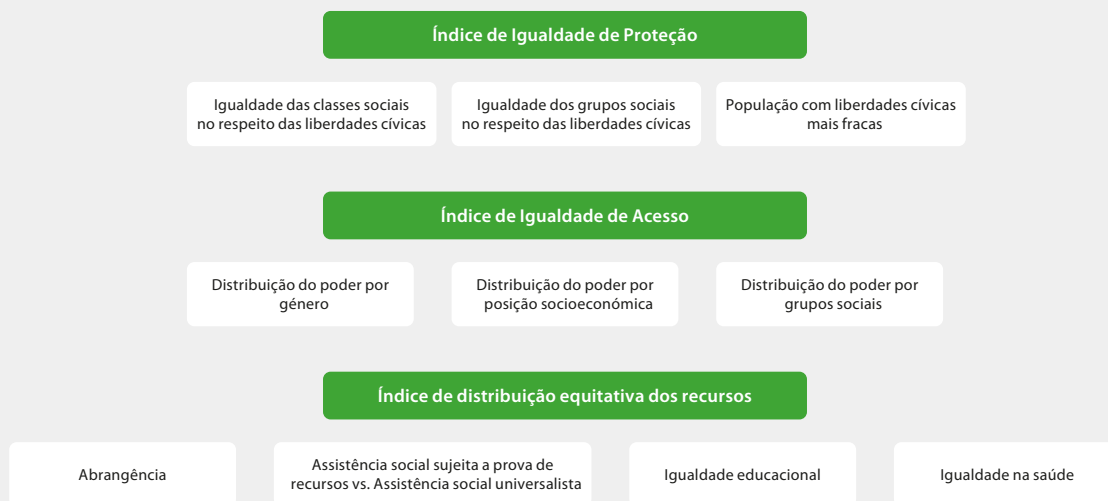 Índice de Igualdade de Proteção
Igualdade das classes sociais
no respeito das liberdades cívicas
Igualdade dos grupos sociais
no respeito das liberdades cívicas
População com liberdades cívicas
mais fracas
Índice de Igualdade de Acesso
Distribuição do poder por
género
Distribuição do poder por
posição socioeconómica
Distribuição do poder por
grupos sociais
Índice de distribuição equitativa dos recursos
Abrangência
Assistência social sujeita a prova de
recursos vs. Assistência social universalista
Igualdade educacional
Igualdade na saúde